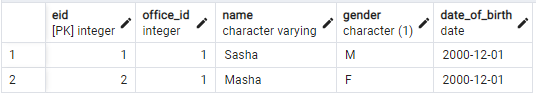 eid office_id name gender date_of_birth
[PK] integer integer character varying character (1) date
1 1 1 Sasha M 2000-12-01
2 2 1 Masha F 2000-12-01